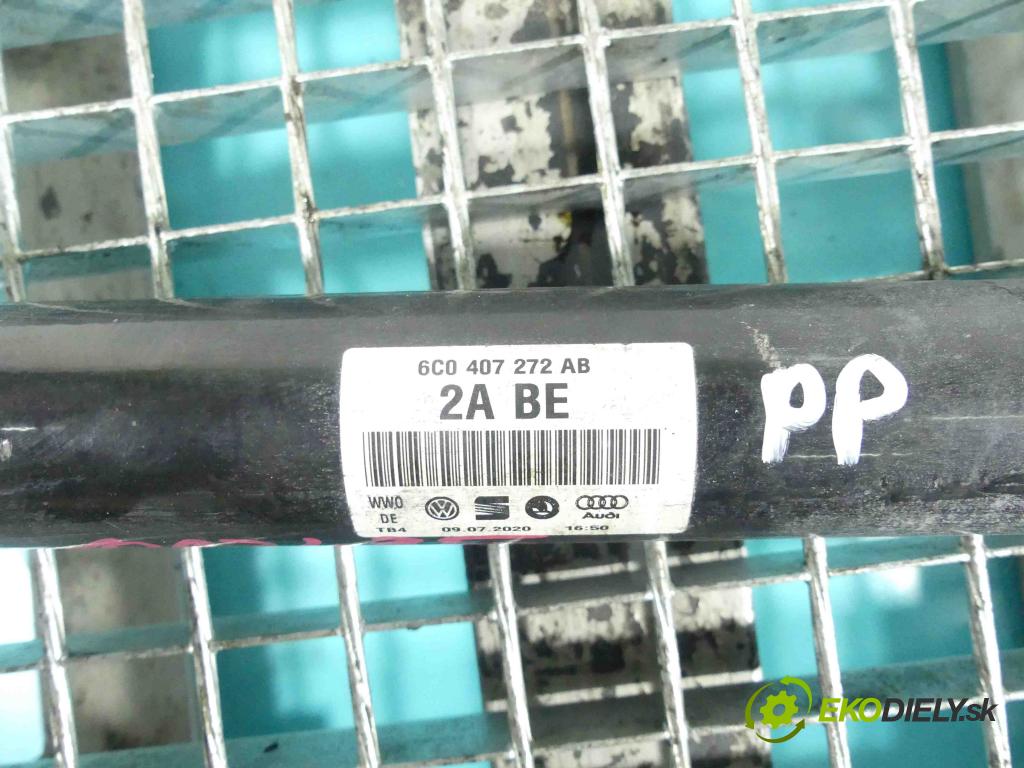 6C0 407 272 AB
2A BE
WWO
DE
Audi
TB4 09.07.2020 16:50
PP
EKODIELY.sk